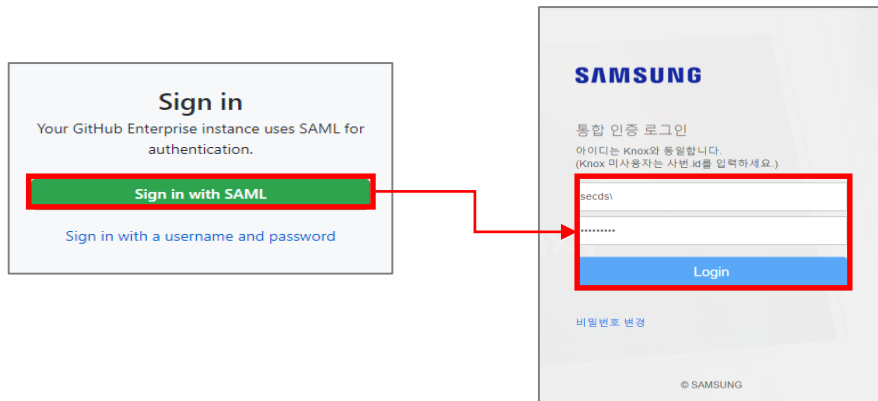 Sign in
Your GitHub Enterprise instance uses SAML for
authentication.
Sign in with SAML
Sign in with a username and password
SAMSUNG
통합 인증 로그인
아이디는 Knox와 동일합니다.
(Knox 미사용자는 사번.id를 입력하세요.)
secds\
•••••••••
Login
비밀번호 변경
© SAMSUNG